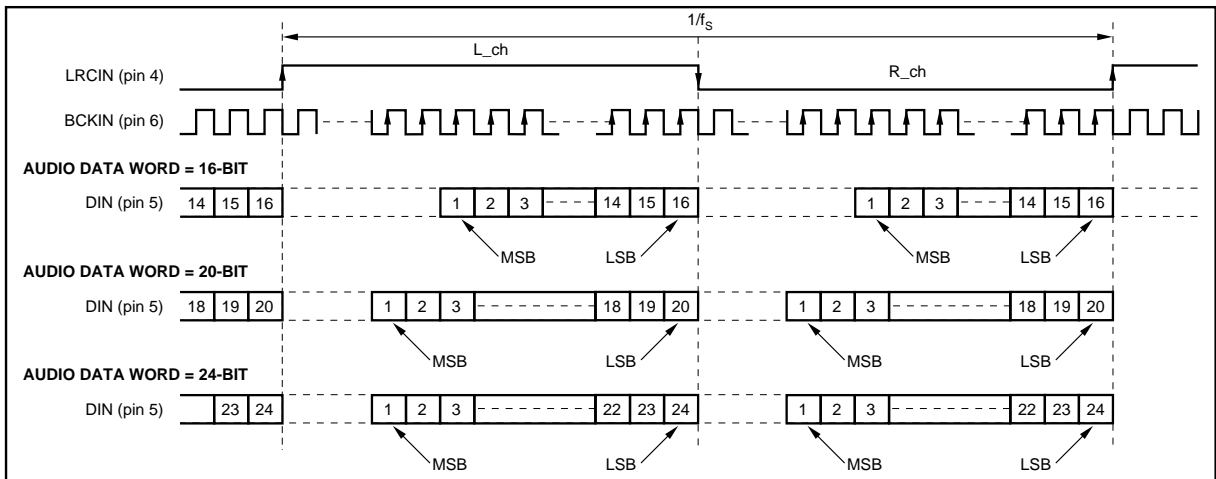 1/fS
L_ch
R_ch
LRCIN (pin 4)
BCKIN (pin 6)
AUDIO DATA WORD = 16-BIT
DIN (pin 5) 14 15 16 1 2 3 14 15 16 1 2 3 14 15 16
MSB LSB MSB LSB
AUDIO DATA WORD = 20-BIT
DIN (pin 5) 18 19 20 1 2 3 18 19 20 1 2 3 18 19 20
MSB LSB MSB LSB
AUDIO DATA WORD = 24-BIT
DIN (pin 5) 23 24 1 2 3 22 23 24 1 2 3 22 23 24
MSB LSB MSB LSB